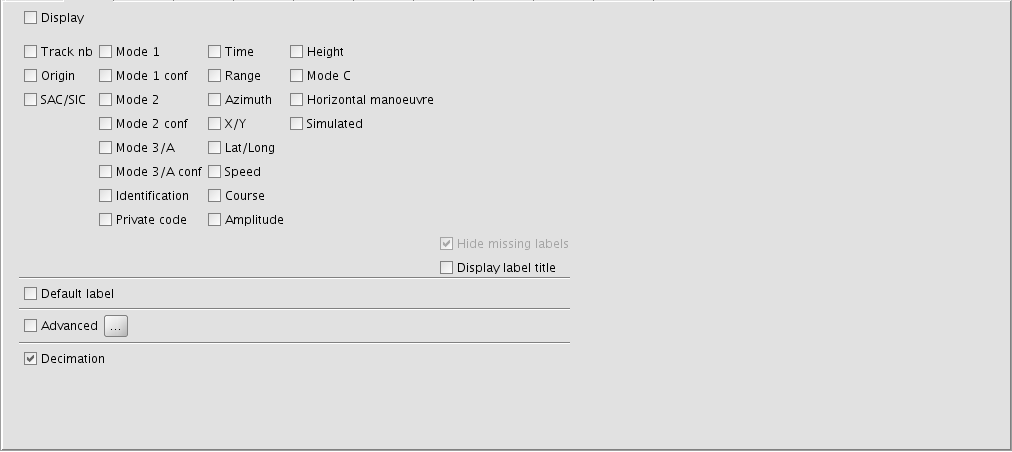 Display
Track nb Mode 1 Time Height
Origin Mode 1 conf Range Mode C
SAC/SIC Mode 2 Azimuth Horizontal manoeuvre
Mode 2 conf X/Y Simulated
Mode 3/A Lat/Long
Mode 3/A conf Speed
Identification Course
Private code Amplitude
Hide missing labels
Display label title
Default label
Advanced ...
Decimation